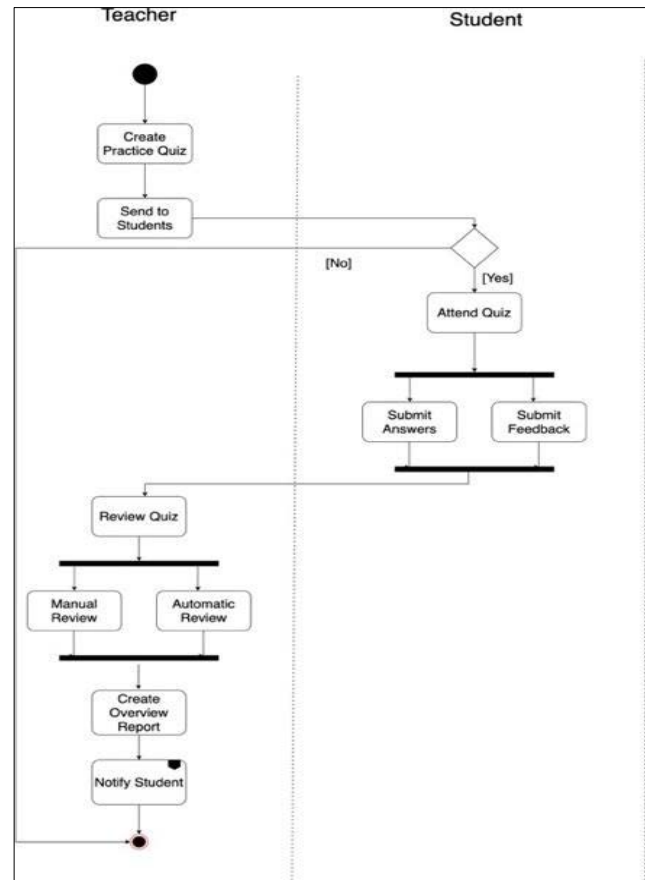 Teacher
Student
Create
Practice Quiz
Send to
Students
[No]
[Yes]
Attend Quiz
Submit
Answers
Submit
Feedback
Review Quiz
Manual
Review
Automatic
Review
Create
Overview
Report
Notify Student